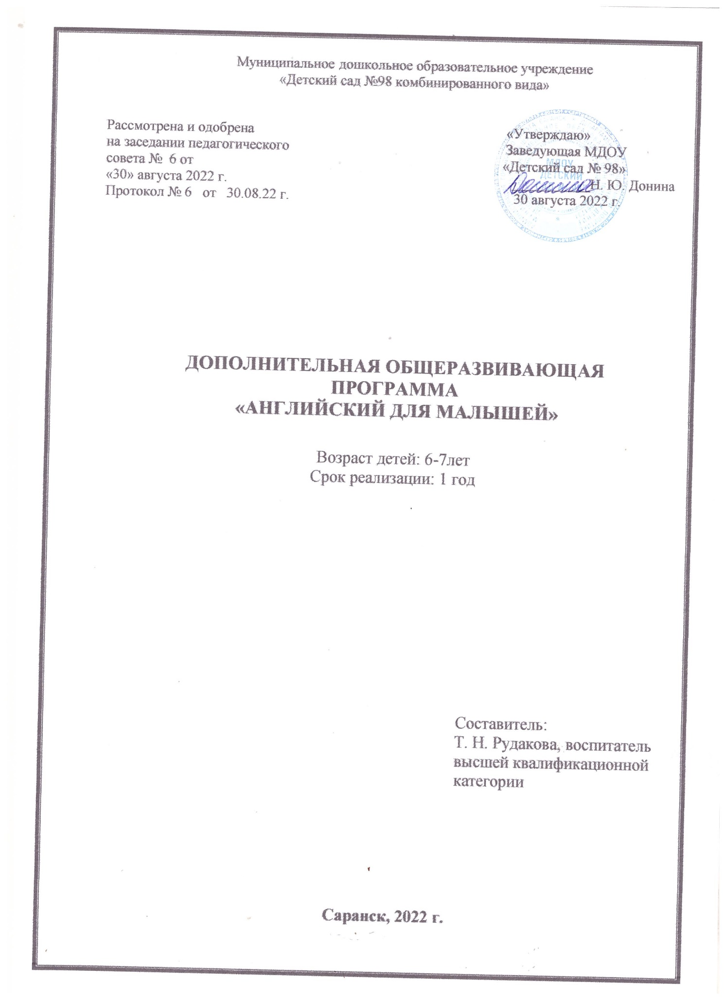 Муниципальное дошкольное образовательное учреждение
«Детский сад №98 комбинированного вида»
Рассмотрена и одобрена
на заседании педагогического
совета № 6 от
«30» августа 2022 г.
Протокол № 6 от 30.08.22 г.
«Утверждаю»
Заведующая МДОУ
«Детский сад № 98»
Н. Ю. Донина
30 августа 2022 г.
МДОУ
ДЕТСКИЙ
ДОПОЛНИТЕЛЬНАЯ ОБЩЕРАЗВИВАЮЩАЯ
ПРОГРАММА
«АНГЛИЙСКИЙ ДЛЯ МАЛЫШЕЙ»
Возраст детей: 6-7лет
Срок реализации: 1 год
Составитель:
Т. Н. Рудакова, воспитатель
высшей квалификационной
категории
Саранск, 2022 г.